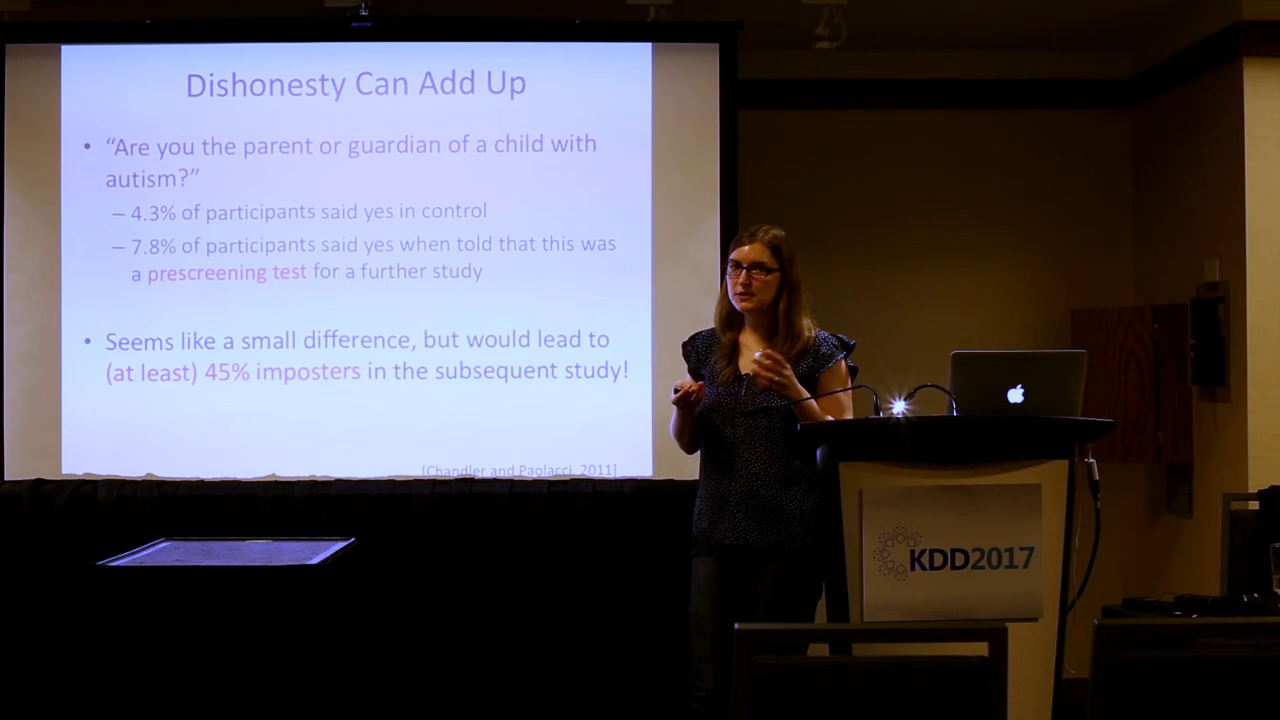 Dishonesty Can Add Up
• “Are you the parent or guardian of a child with
autism?”
– 4.3% of participants said yes in control
– 7.8% of participants said yes when told that this was
a prescreening test for a further study
• Seems like a small difference, but would lead to
(at least) 45% imposters in the subsequent study!
[Chandler and Paolacci, 2011]
KDD2017